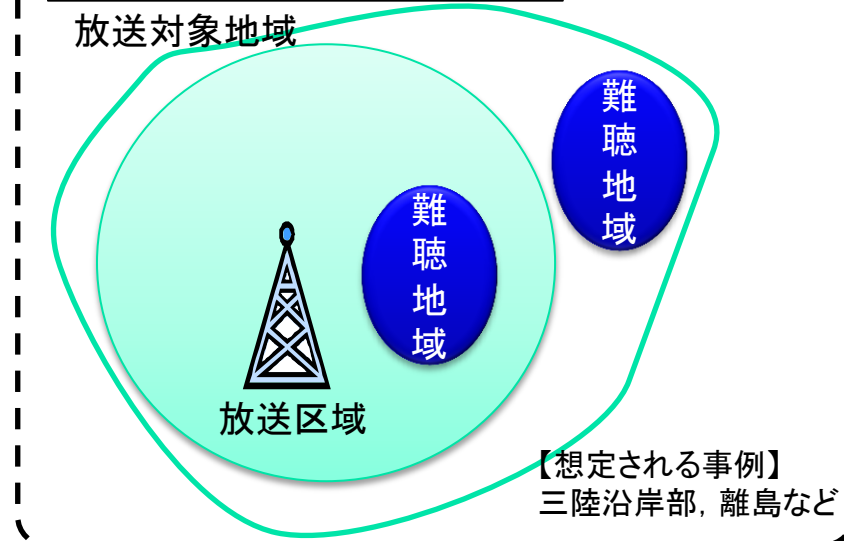 放送対象地域
難聴地域
難聴地域
放送区域
【想定される事例】
三陸沿岸部，離島など